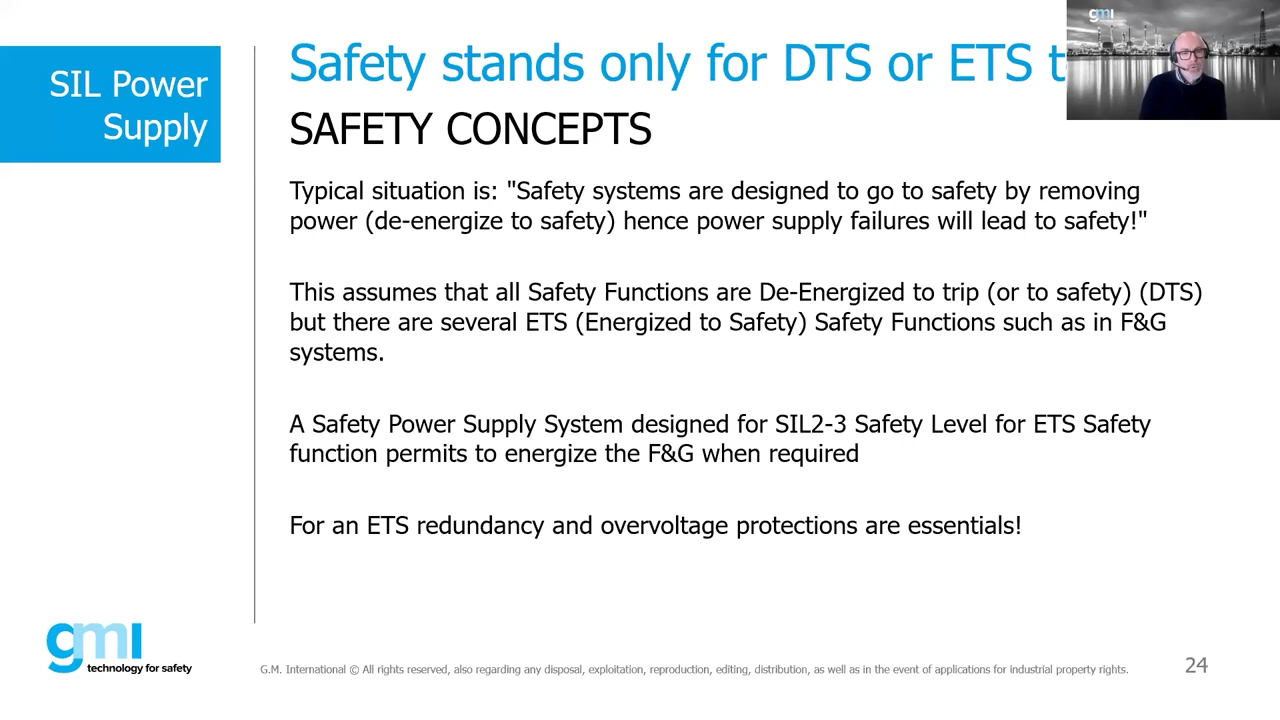 SIL Power
Supply
Safety stands only for DTS or ETS t
SAFETY CONCEPTS
Typical situation is: "Safety systems are designed to go to safety by removing
power (de-energize to safety) hence power supply failures will lead to safety!"
This assumes that all Safety Functions are De-Energized to trip (or to safety) (DTS)
but there are several ETS (Energized to Safety) Safety Functions such as in F&G
systems.
A Safety Power Supply System designed for SIL2-3 Safety Level for ETS Safety
function permits to energize the F&G when required
For an ETS redundancy and overvoltage protections are essentials!
gmi
gmi
technology for safety
G.M. International © All rights reserved, also regarding any disposal, exploitation, reproduction, editing, distribution, as well as in the event of applications for industrial property rights.
24